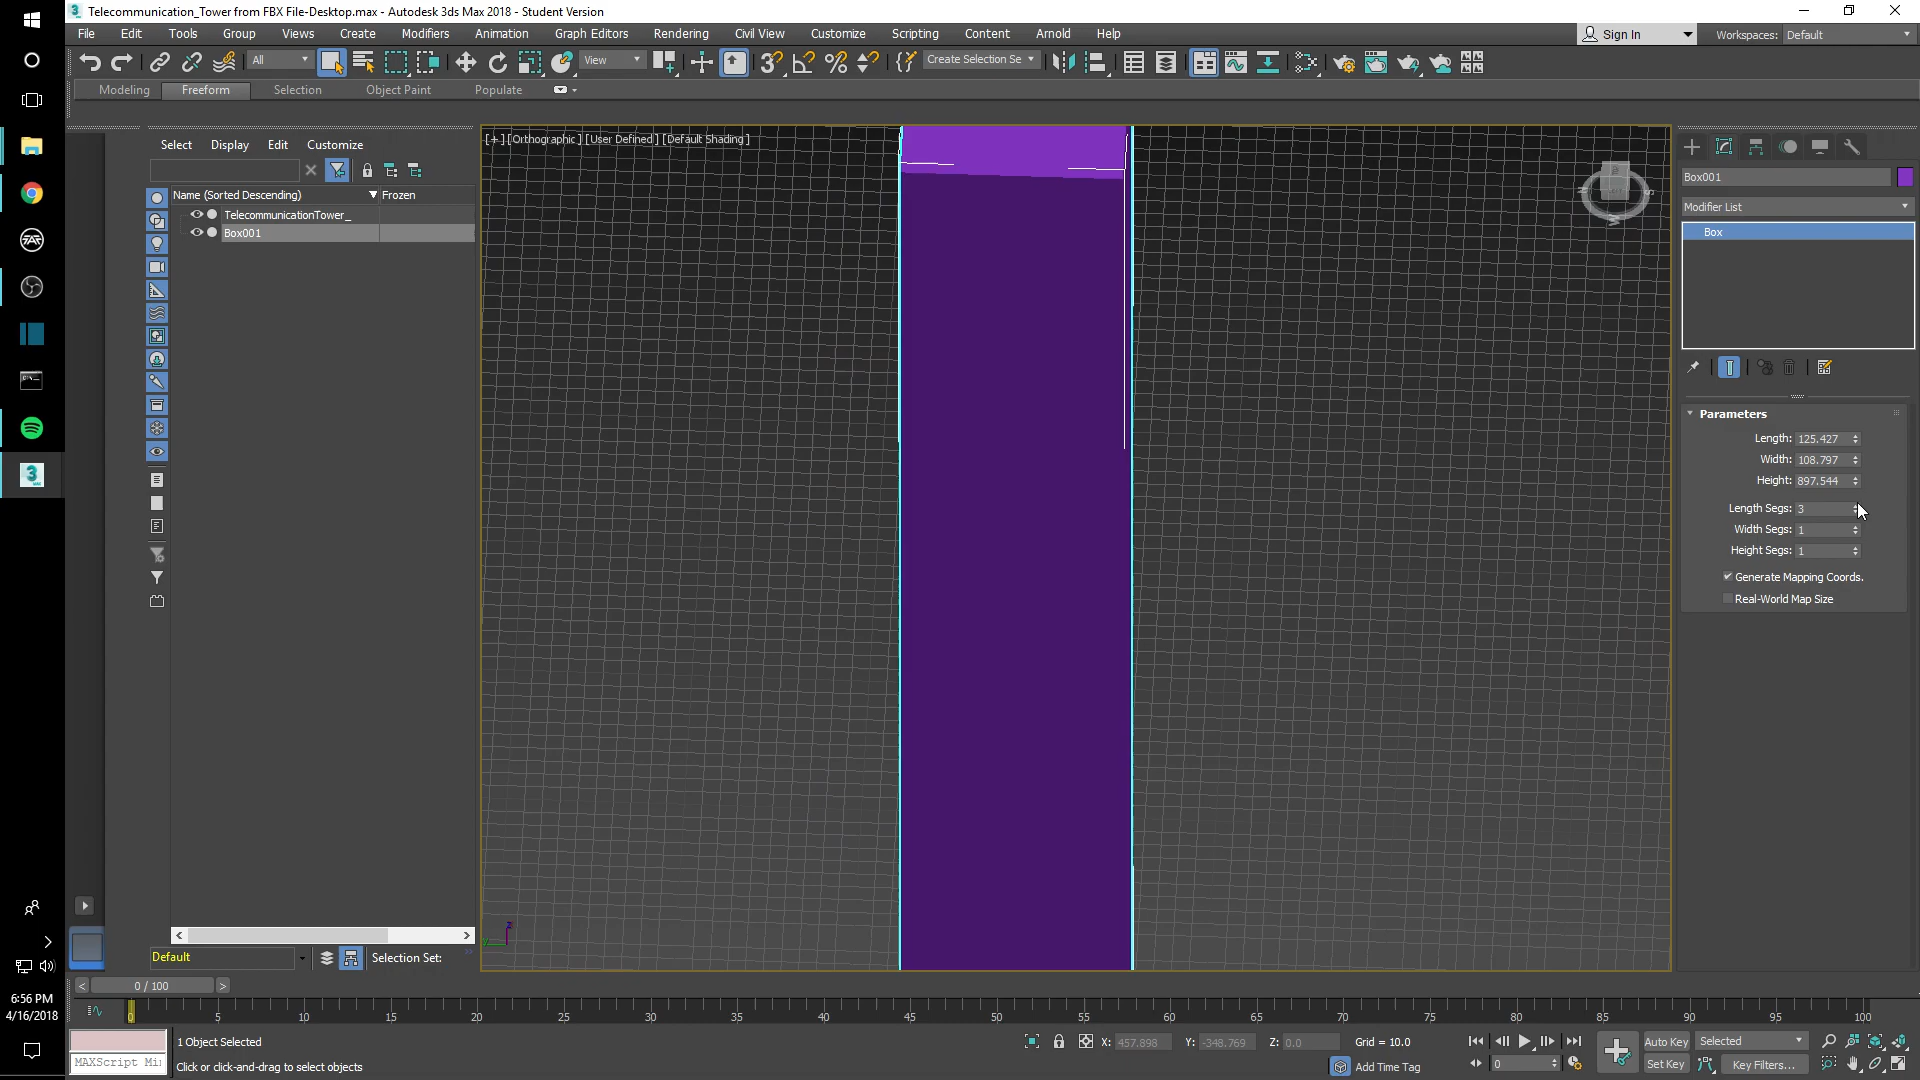 Telecommunication_Tower from FBX File-Desktop.max - Autodesk 3ds Max 2018 - Student Version
File Edit Tools Group Views Create Modifiers Animation Graph Editors Rendering Civil View Customize Scripting Content Arnold Help
Sign In
Workspaces: Default
All
View
Create Selection Se
Modeling Freeform Selection Object Paint Populate
Select Display Edit Customize
Name (Sorted Descending) Frozen
TelecommunicationTower_
Box001
[+] [Orthographic] [User Defined] [Default Shading]
Box001
Modifier List
Box
Parameters
Length: 125.427
Width: 108.797
Height: 897.544
Length Segs: 3
Width Segs: 1
Height Segs: 1
Generate Mapping Coords.
Real-World Map Size
Default
Selection Set:
0 / 100
0 5 10 15 20 25 30 35 40 45 50 55 60 65 70 75 80 85 90 95 100
6:56 PM
4/16/2018
MAXScript Mi
1 Object Selected
Click or click-and-drag to select objects
X: 457.898 Y: -348.769 Z: 0.0 Grid = 10.0
Add Time Tag
0
Auto Key Selected
Set Key Key Filters...